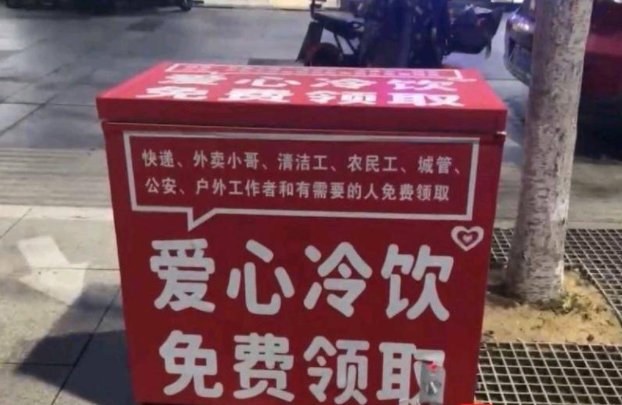 爱心冷饮
免费领取
快递、外卖小哥、清洁工、农民工、城管、
公安、户外工作者和有需要的人免费领取
爱心冷饮
免费领取